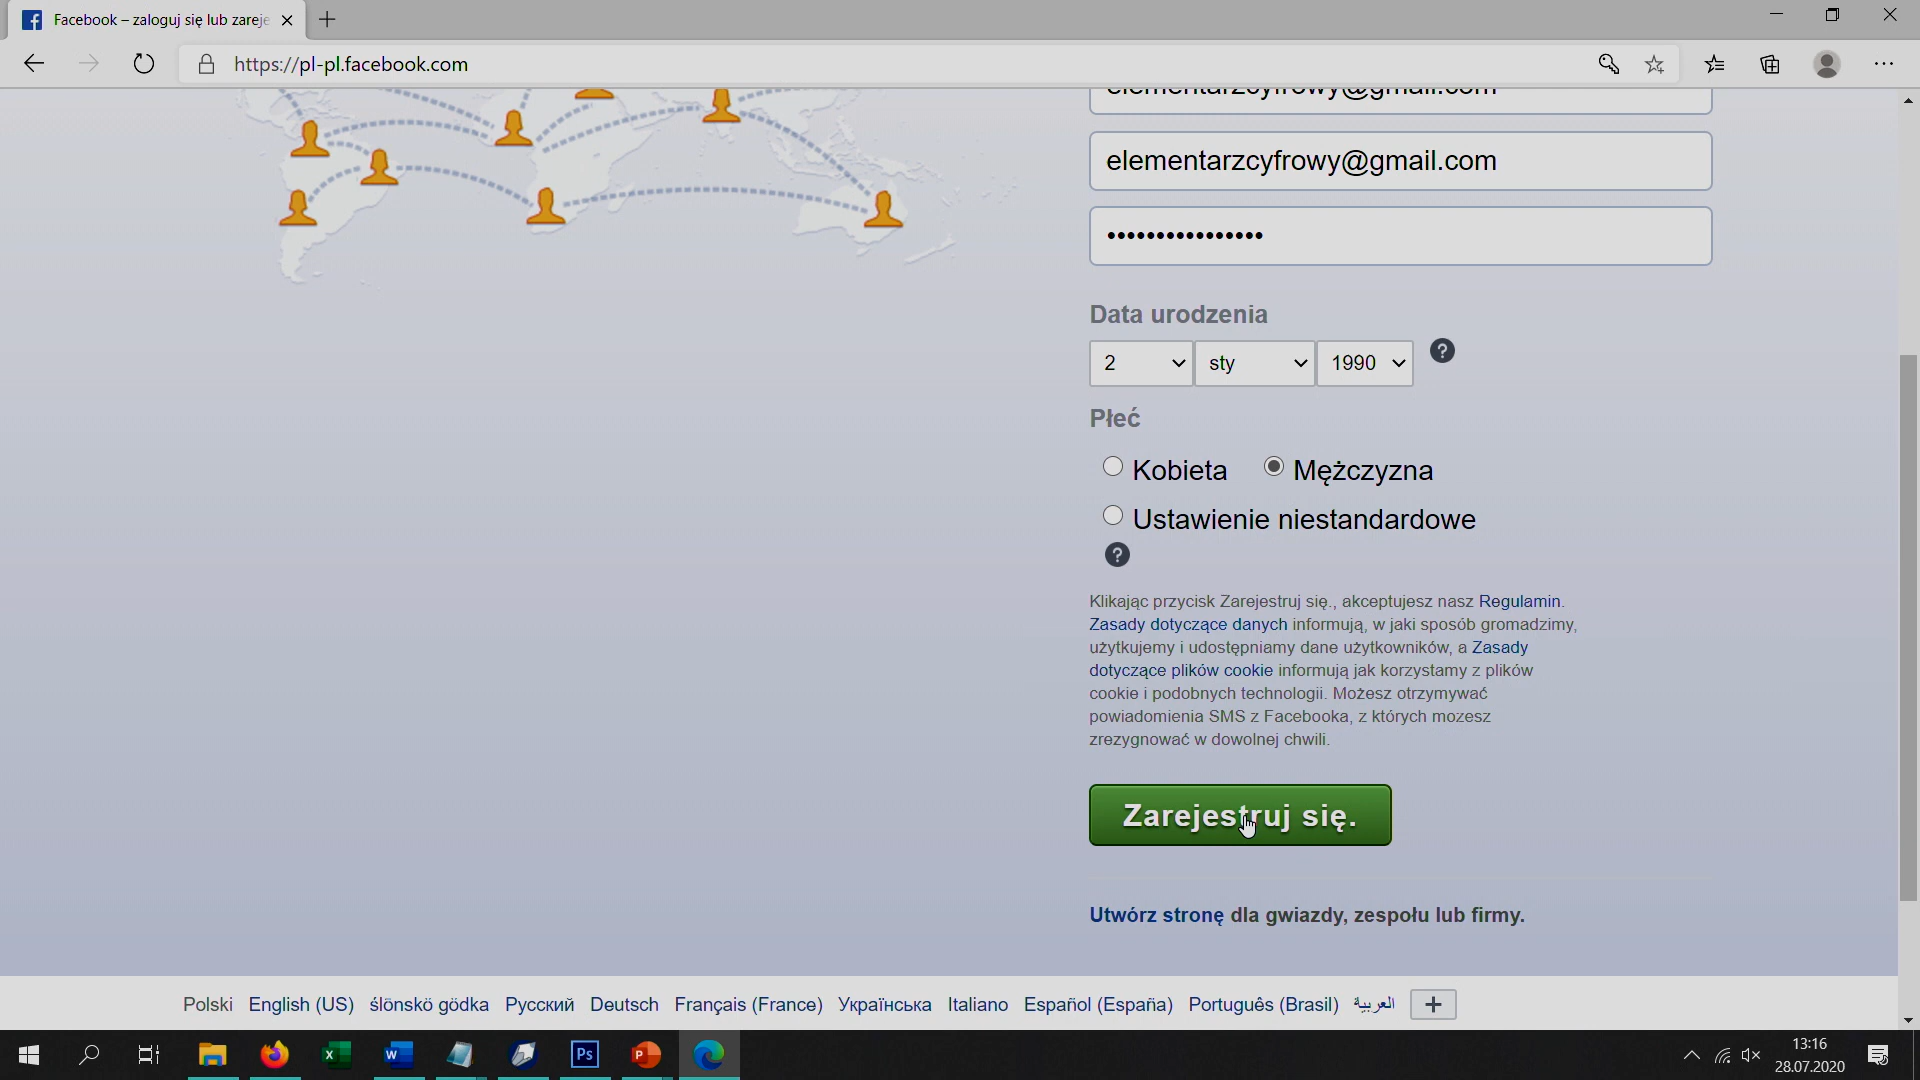 Facebook – zaloguj się lub zareje
https://pl-pl.facebook.com
elementarzcyfrowy@gmail.com
elementarzcyfrowy@gmail.com
••••••••••••••••
Data urodzenia
2 sty 1990
Płeć
Kobieta Mężczyzna
Ustawienie niestandardowe
Klikając przycisk Zarejestruj się., akceptujesz nasz Regulamin.
Zasady dotyczące danych informują, w jaki sposób gromadzimy,
użytkujemy i udostępniamy dane użytkowników, a Zasady
dotyczące plików cookie informują jak korzystamy z plików
cookie i podobnych technologii. Możesz otrzymywać
powiadomienia SMS z Facebooka, z których mozesz
zrezygnować w dowolnej chwili.
Zarejestruj się.
Utwórz stronę dla gwiazdy, zespołu lub firmy.
Polski English (US) ślōnskŏ gŏdka Русский Deutsch Français (France) Українська Italiano Español (España) Português (Brasil) العربية +
13:16
28.07.2020